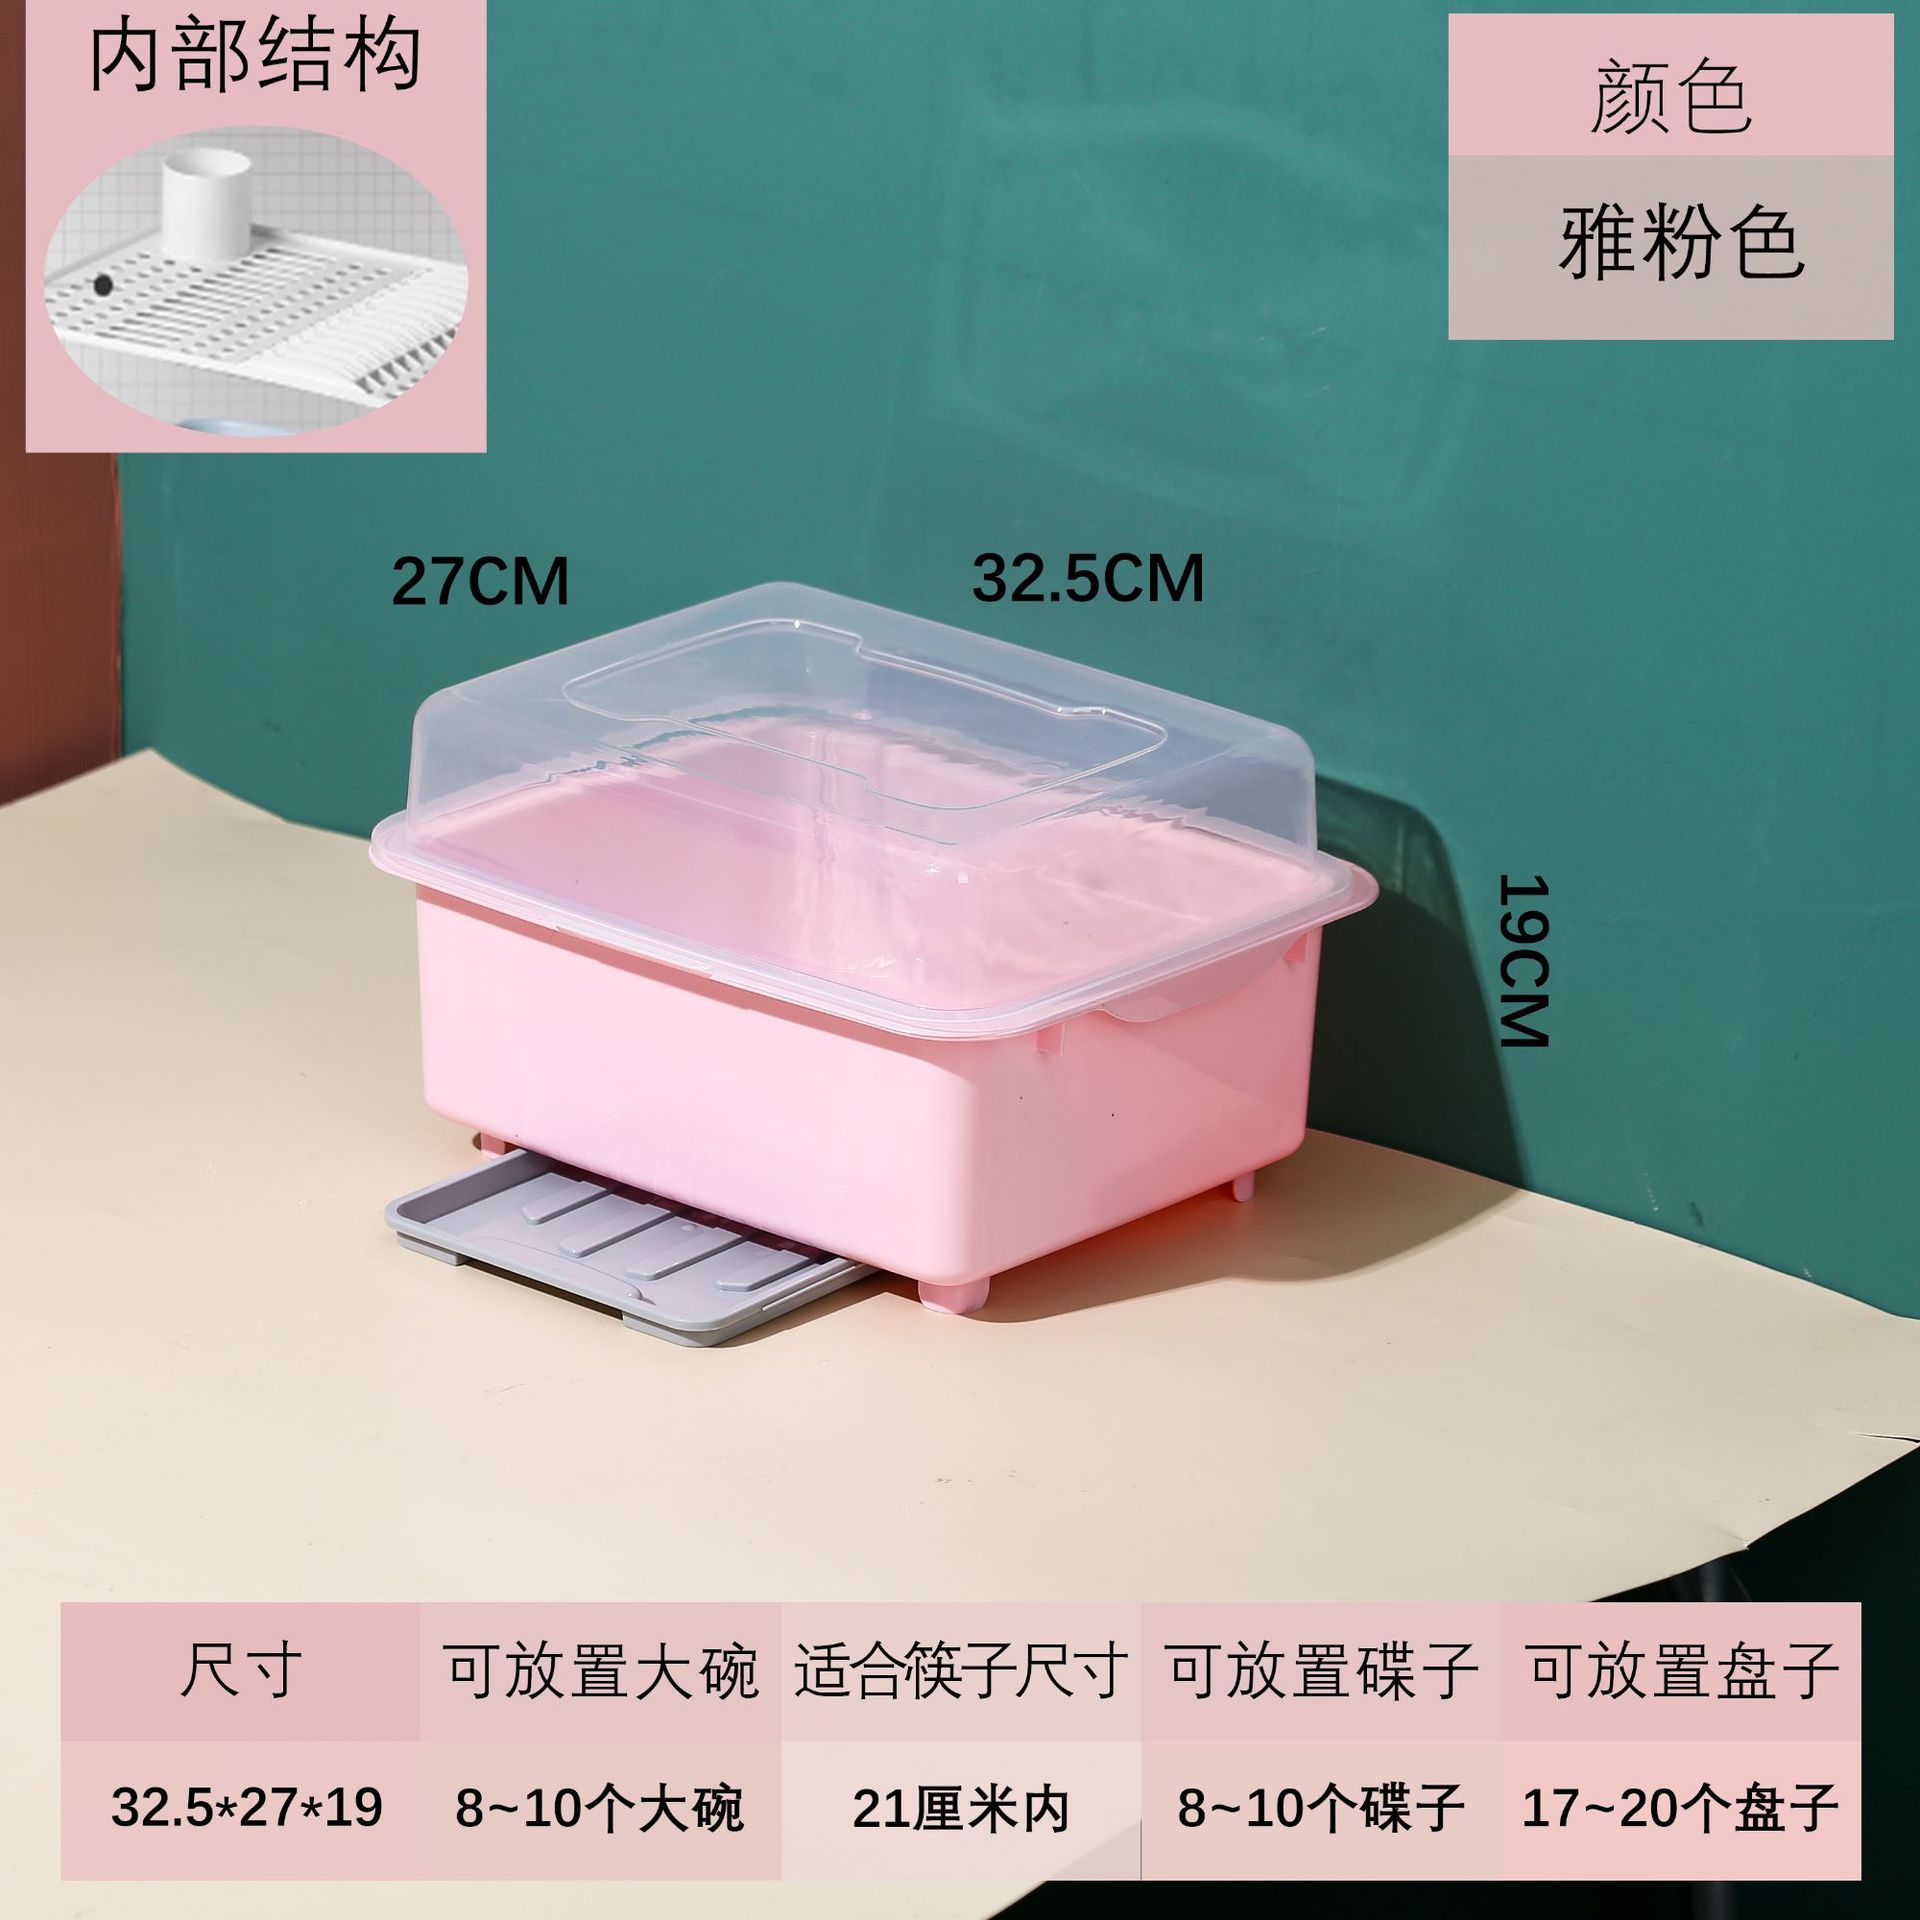 内部结构
颜色
雅粉色
27CM
32.5CM
19CM
尺寸 可放置大碗 适合筷子尺寸 可放置碟子 可放置盘子
32.5*27*19 8~10个大碗 21厘米内 8~10个碟子 17~20个盘子